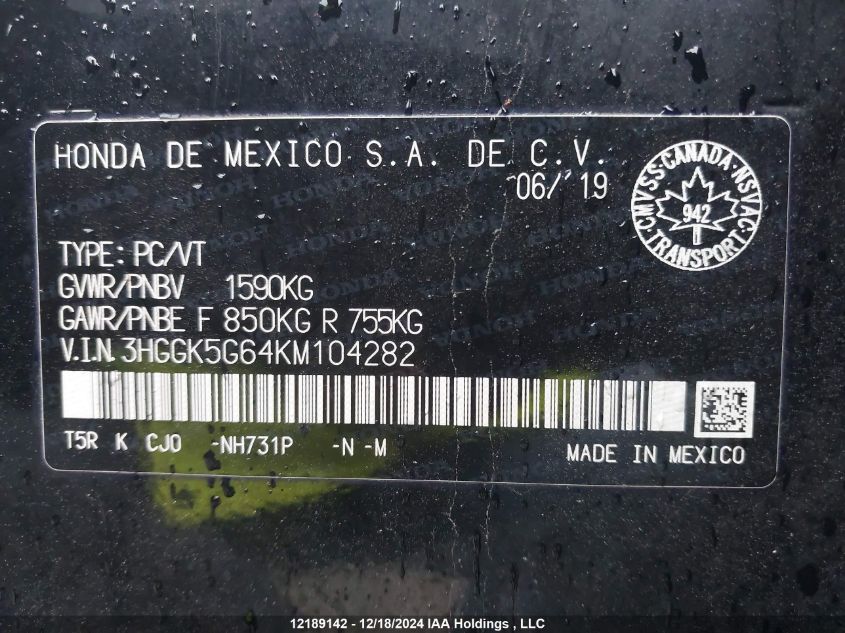 HONDA DE MEXICO S.A. DE C.V.
06/'19
CMVSS·CANADA·NSVAC
942
TRANSPORT
TYPE: PC/VT
GVWR/PNBV 1590KG
GAWR/PNBE F 850KG R 755KG
V.I.N. 3HGGK5G64KM104282
T5R K CJ0 -NH731P -N -M
MADE IN MEXICO
12189142 - 12/18/2024 IAA Holdings , LLC